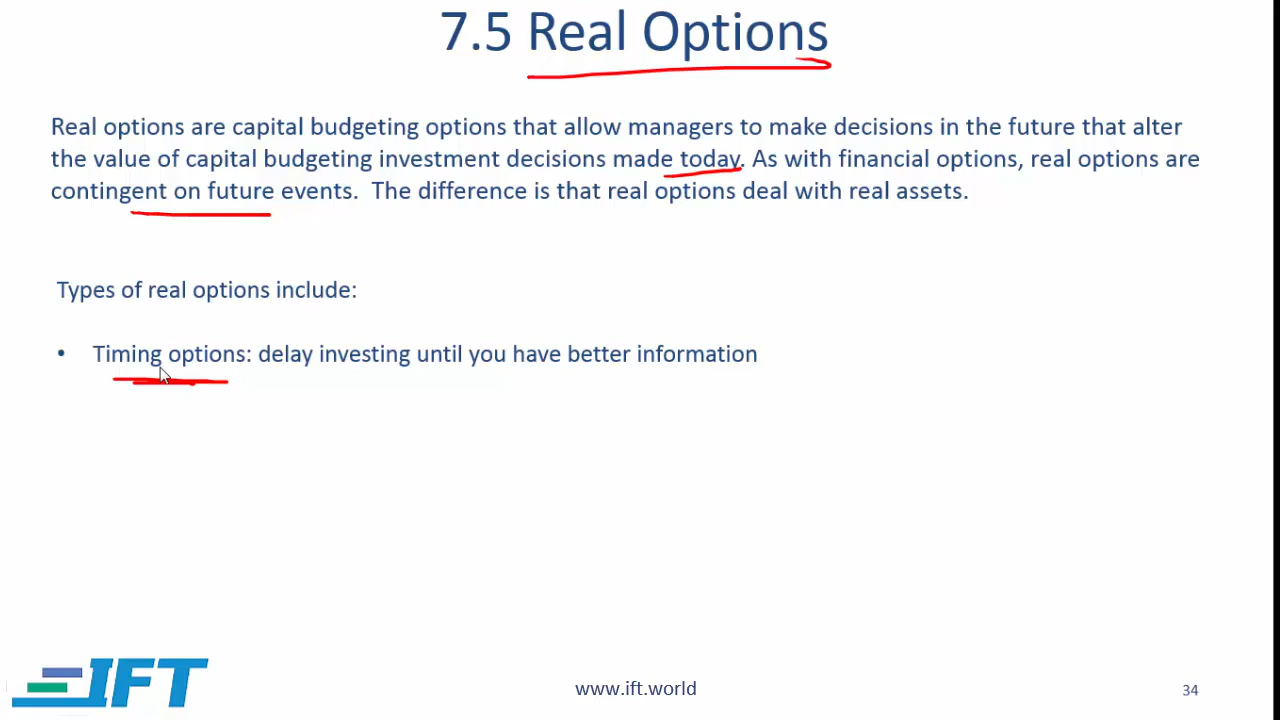 7.5 Real Options
Real options are capital budgeting options that allow managers to make decisions in the future that alter
the value of capital budgeting investment decisions made today. As with financial options, real options are
contingent on future events. The difference is that real options deal with real assets.
Types of real options include:
• Timing options: delay investing until you have better information
IFT
www.ift.world
34